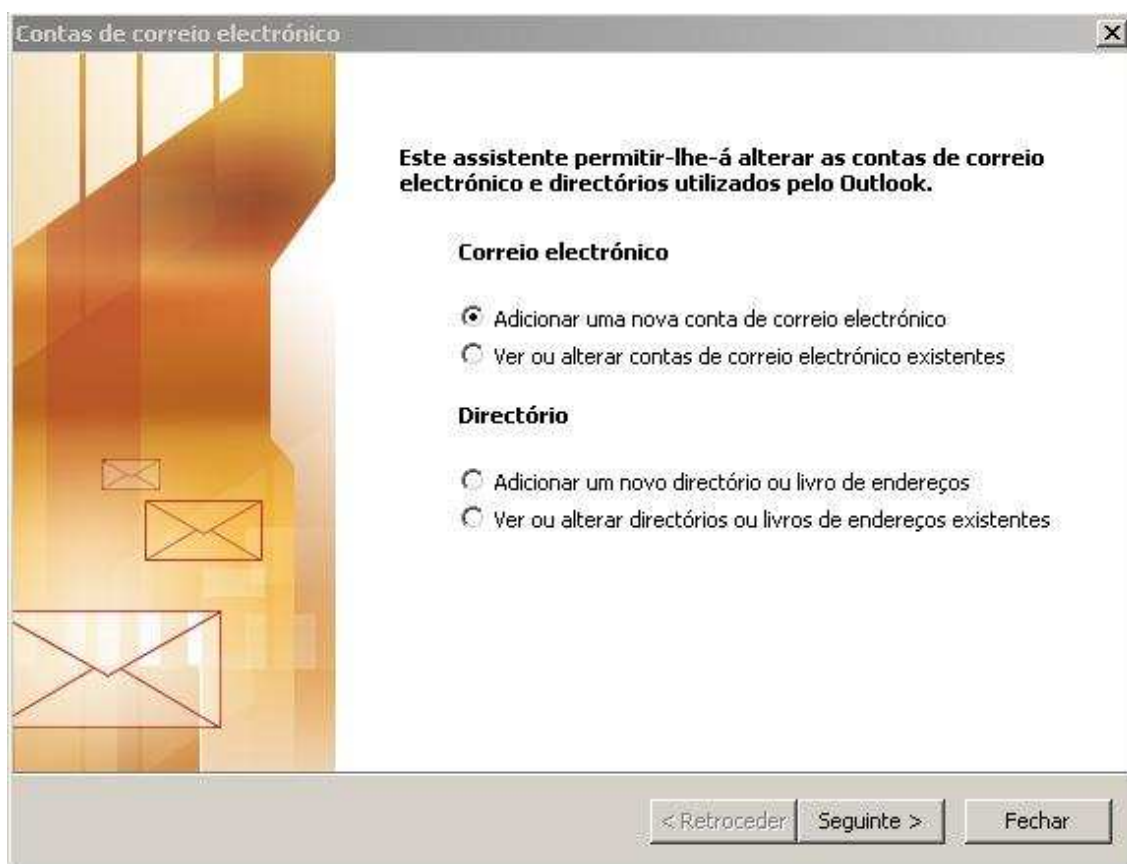 Contas de correio electrónico
Este assistente permitir-lhe-á alterar as contas de correio
electrónico e directórios utilizados pelo Outlook.
Correio electrónico
Adicionar uma nova conta de correio electrónico
Ver ou alterar contas de correio electrónico existentes
Directório
Adicionar um novo directório ou livro de endereços
Ver ou alterar directórios ou livros de endereços existentes
< Retroceder
Seguinte >
Fechar